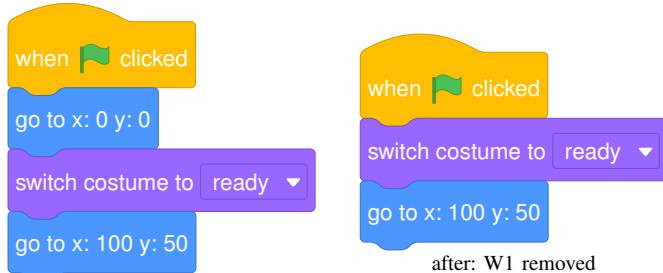 when clicked
go to x: 0 y: 0
switch costume to ready
go to x: 100 y: 50
when clicked
switch costume to ready
go to x: 100 y: 50
after: W1 removed